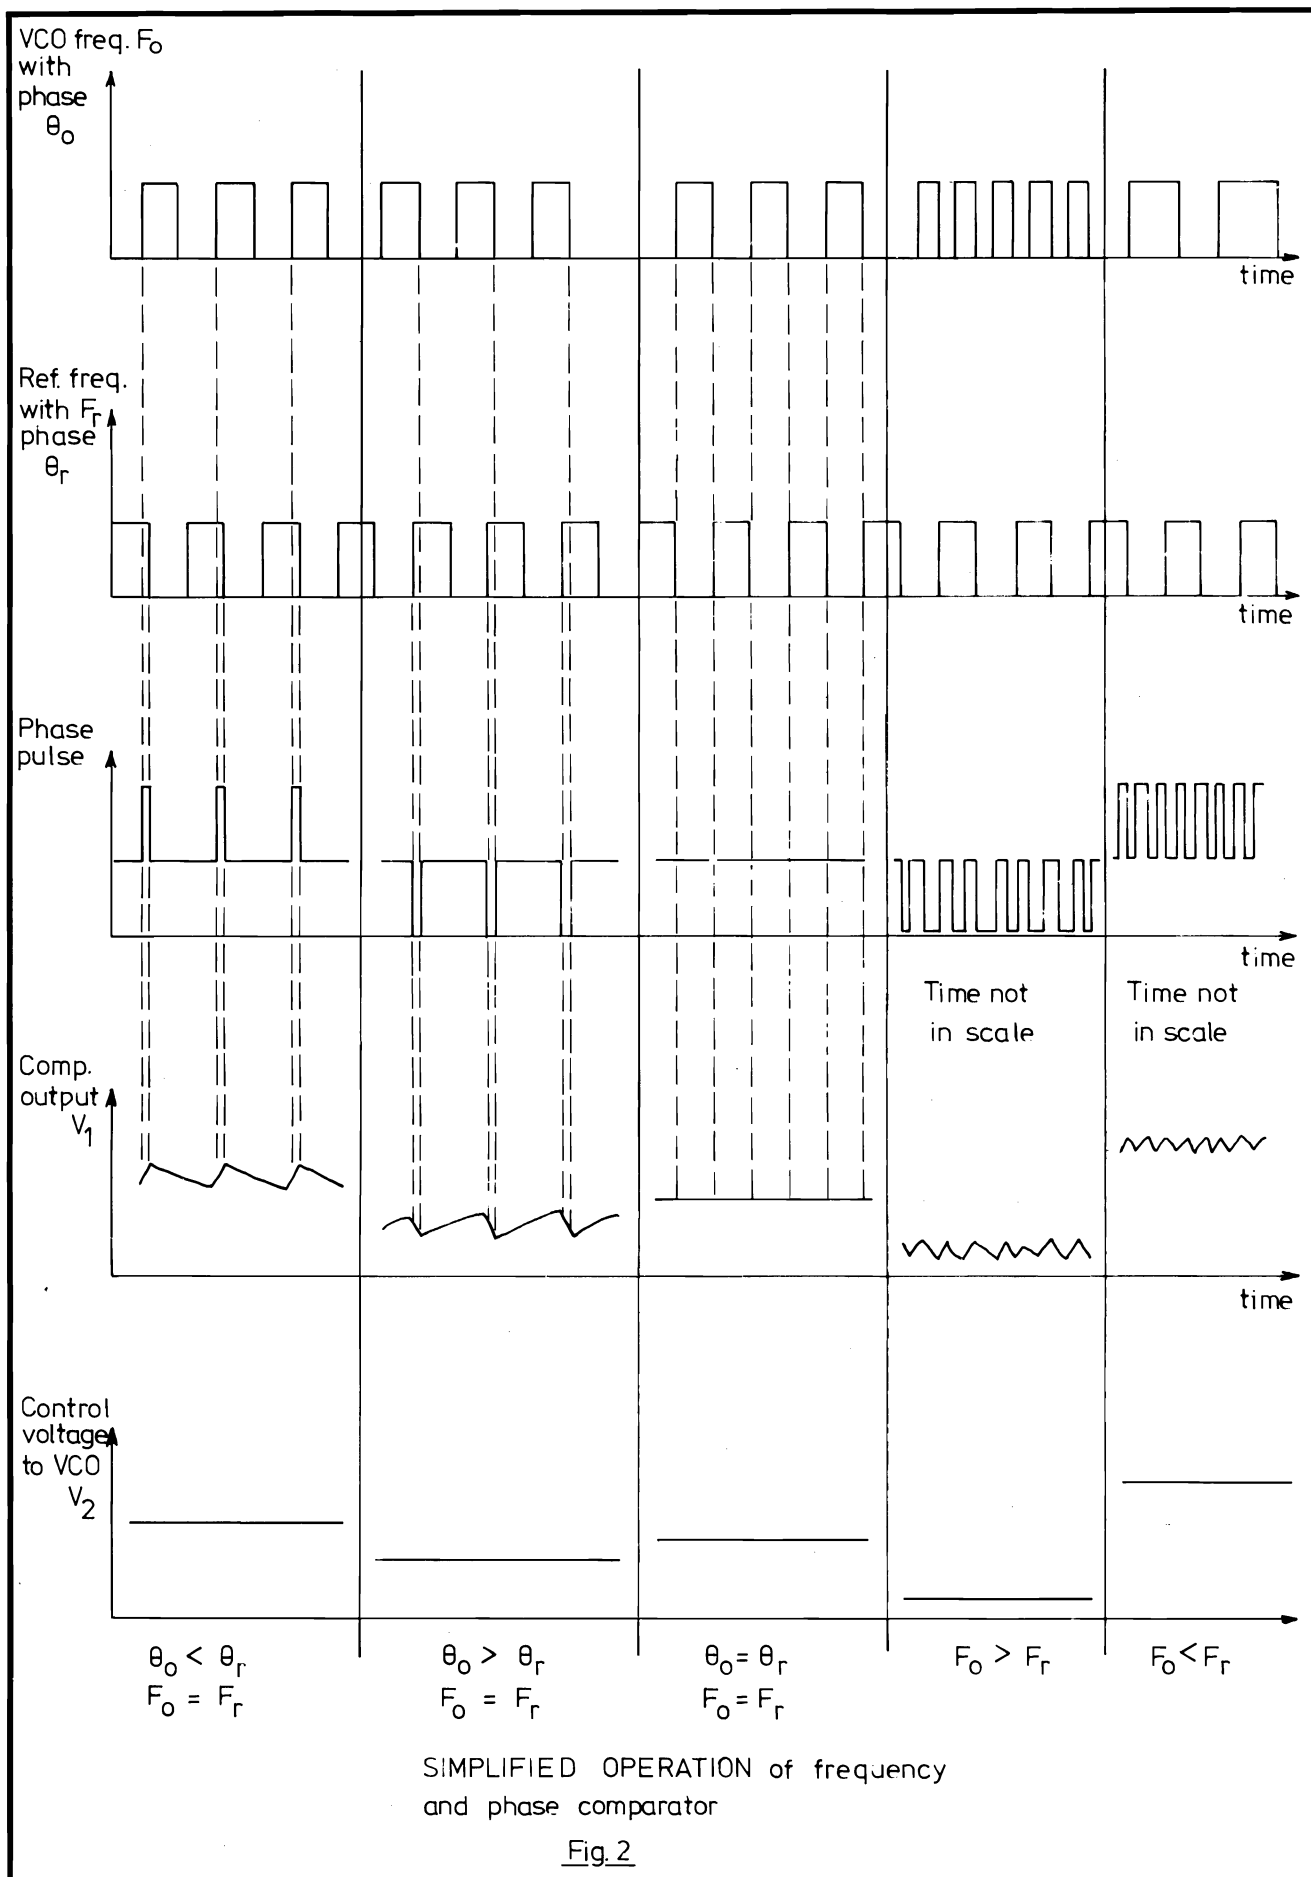 VCO freq. Fo
with
phase
θo
time
Ref. freq.
with Fr
phase
θr
time
Phase
pulse
time
Time not
in scale
Time not
in scale
Comp.
output
V1
time
Control
voltage
to VCO
V2
θo < θr
Fo = Fr
θo > θr
Fo = Fr
θo = θr
Fo = Fr
Fo > Fr
Fo < Fr
SIMPLIFIED OPERATION of frequency
and phase comparator
Fig. 2